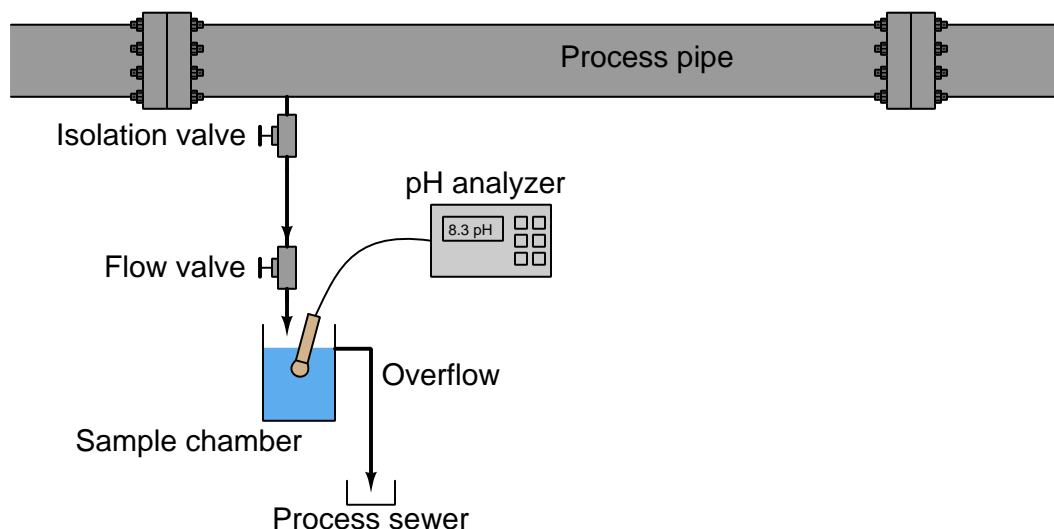 Process pipe
Isolation valve
pH analyzer
8.3 pH
Flow valve
Overflow
Sample chamber
Process sewer